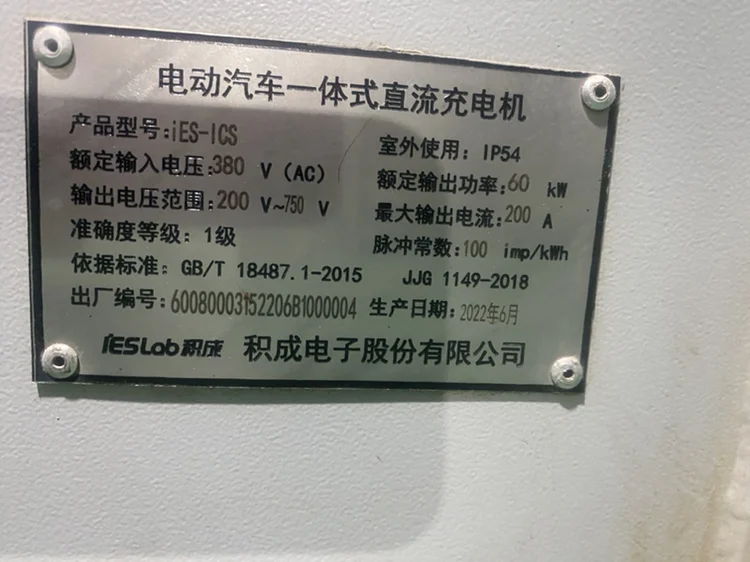 电动汽车一体式直流充电机
产品型号:iES-ICS
室外使用: IP54
额定输入电压:380 V (AC)
额定输出功率:60 kW
输出电压范围:200 V~750 V
最大输出电流:200 A
准确度等级: 1级
脉冲常数:100 imp/kWh
依据标准: GB/T 18487.1-2015 JJG 1149-2018
出厂编号:60080003152206B1000004 生产日期:2022年6月
iESLab积成 积成电子股份有限公司